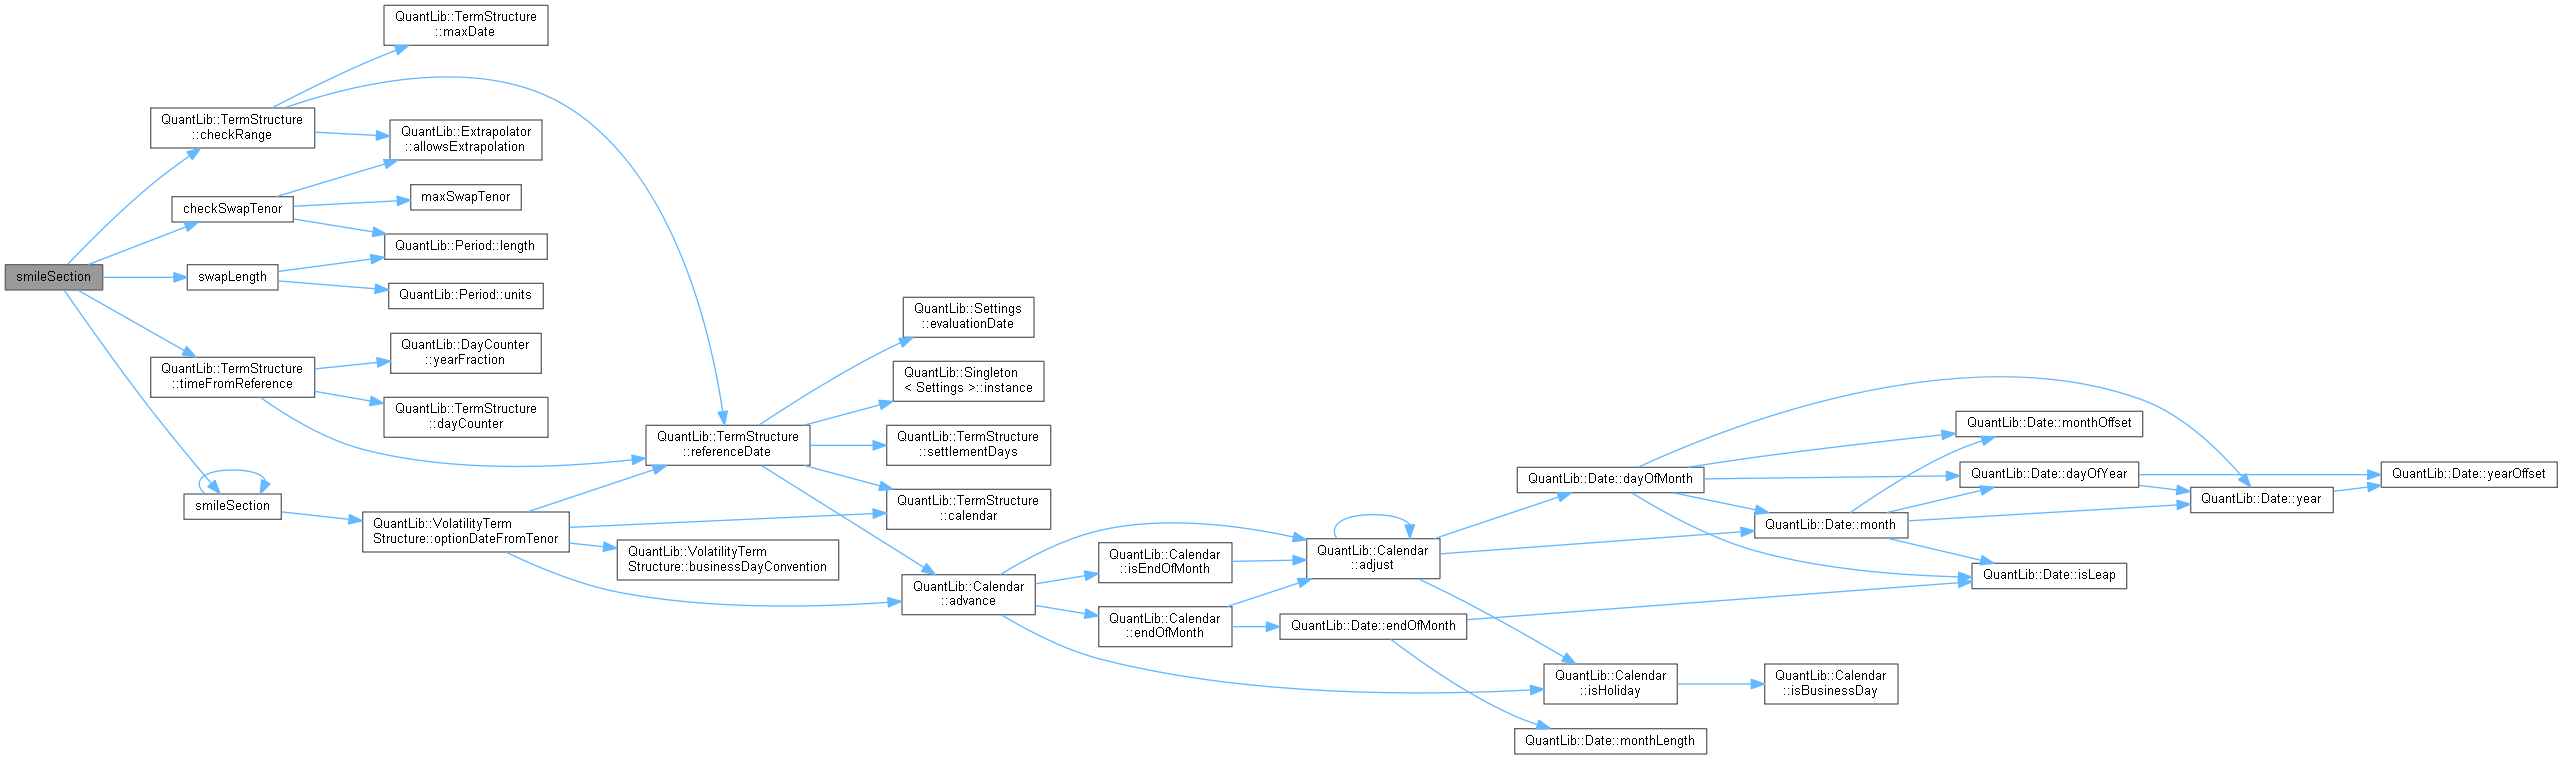 QuantLib::TermStructure
::maxDate
QuantLib::TermStructure
::checkRange
QuantLib::Extrapolator
::allowsExtrapolation
maxSwapTenor
checkSwapTenor
QuantLib::Period::length
smileSection
swapLength
QuantLib::Period::units
QuantLib::DayCounter
::yearFraction
QuantLib::TermStructure
::timeFromReference
QuantLib::TermStructure
::dayCounter
smileSection
QuantLib::VolatilityTerm
Structure::optionDateFromTenor
QuantLib::VolatilityTerm
Structure::businessDayConvention
QuantLib::TermStructure
::referenceDate
QuantLib::Settings
::evaluationDate
QuantLib::Singleton
< Settings >::instance
QuantLib::TermStructure
::settlementDays
QuantLib::TermStructure
::calendar
QuantLib::Calendar
::advance
QuantLib::Calendar
::isEndOfMonth
QuantLib::Calendar
::endOfMonth
QuantLib::Calendar
::adjust
QuantLib::Date::endOfMonth
QuantLib::Date::dayOfMonth
QuantLib::Calendar
::isHoliday
QuantLib::Date::monthLength
QuantLib::Date::month
QuantLib::Calendar
::isBusinessDay
QuantLib::Date::monthOffset
QuantLib::Date::dayOfYear
QuantLib::Date::isLeap
QuantLib::Date::year
QuantLib::Date::yearOffset